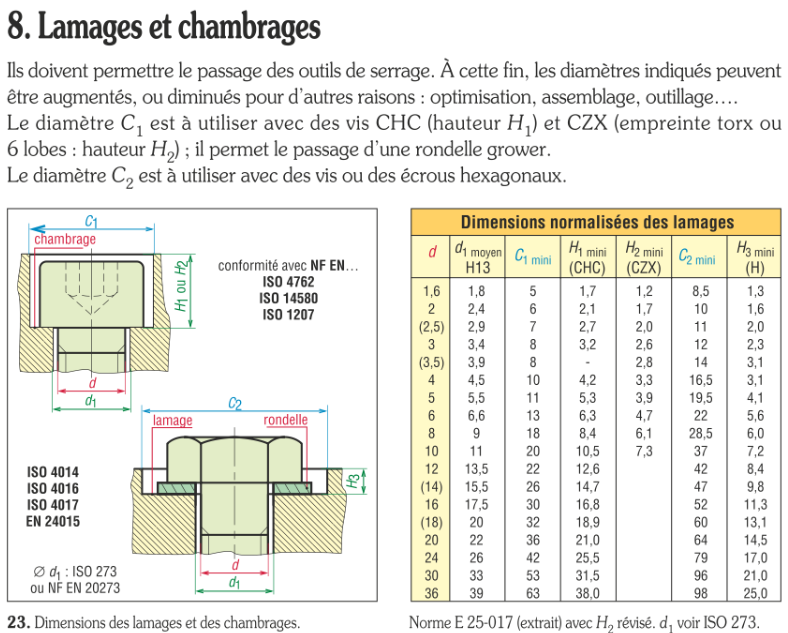 8. Lamages et chambrages
Ils doivent permettre le passage des outils de serrage. À cette fin, les diamètres indiqués peuvent
être augmentés, ou diminués pour d'autres raisons : optimisation, assemblage, outillage….
Le diamètre C1 est à utiliser avec des vis CHC (hauteur H1) et CZX (empreinte torx ou
6 lobes : hauteur H2) ; il permet le passage d'une rondelle grower.
Le diamètre C2 est à utiliser avec des vis ou des écrous hexagonaux.
C1
chambrage
H1 ou H2
conformité avec NF EN…
ISO 4762
ISO 14580
ISO 1207
d
d1
C2
lamage
rondelle
H3
ISO 4014
ISO 4016
ISO 4017
EN 24015
d
d1
Ø d1 : ISO 273
ou NF EN 20273
23. Dimensions des lamages et des chambrages.
Dimensions normalisées des lamages
d d1 moyen H13 C1 mini H1 mini (CHC) H2 mini (CZX) C2 mini H3 mini (H)
1,6 1,8 5 1,7 1,2 8,5 1,3
2 2,4 6 2,1 1,7 10 1,6
(2,5) 2,9 7 2,7 2,0 11 2,0
3 3,4 8 3,2 2,6 12 2,3
(3,5) 3,9 8 - 2,8 14 3,1
4 4,5 10 4,2 3,3 16,5 3,1
5 5,5 11 5,3 3,9 19,5 4,1
6 6,6 13 6,3 4,7 22 5,6
8 9 18 8,4 6,1 28,5 6,0
10 11 20 10,5 7,3 37 7,2
12 13,5 22 12,6 42 8,4
(14) 15,5 26 14,7 47 9,8
16 17,5 30 16,8 52 11,3
(18) 20 32 18,9 60 13,1
20 22 36 21,0 64 14,5
24 26 42 25,5 79 17,0
30 33 53 31,5 96 21,0
36 39 63 38,0 98 25,0
Norme E 25-017 (extrait) avec H2 révisé. d1 voir ISO 273.